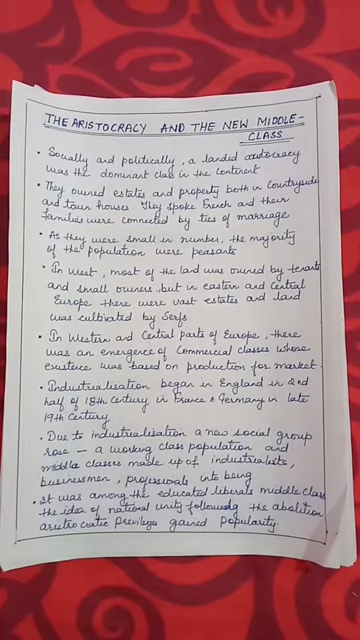 THE ARISTOCRACY AND THE NEW MIDDLE-
CLASS
• Socially and politically, a landed aristocracy
was the dominant class in the continent
• They owned estates and property both in Countryside
and town houses. They spoke French and their
families were connected by ties of marriage
• As they were small in number, the majority
of the population were peasants
• In West, most of the land was owned by tenants
and small owners, but in eastern and Central
Europe there were vast estates and land
was cultivated by Serfs
• In Western and Central parts of Europe, there
was an emergence of Commercial classes whose
existence was based on production for market.
• Industrialisation began in England in 2nd
half of 18th Century in France & Germany in late
19th Century
• Due to industrialisation a new social group
rose – a working class population and
middle classes made up of industrialists,
businessmen, professionals into being
• It was among the educated liberals middle class
the idea of national unity following the abolition
aristocratic privilege gained popularity.